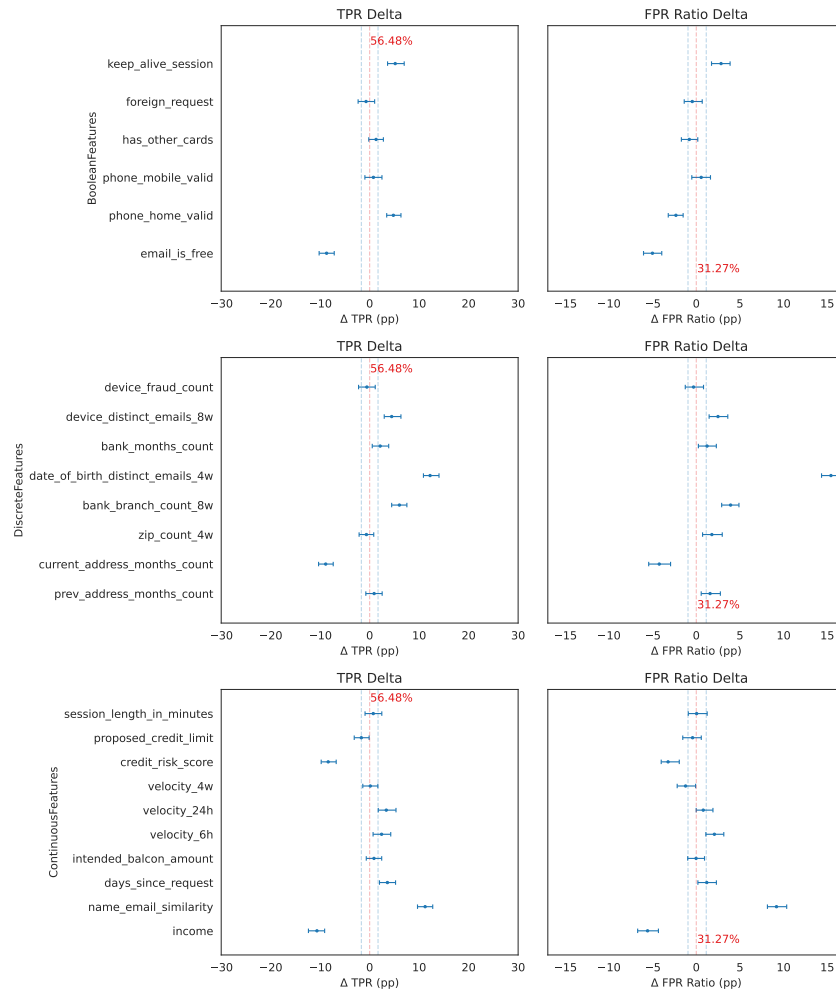 TPR Delta
FPR Ratio Delta
56.48%
BooleanFeatures
keep_alive_session
foreign_request
has_other_cards
phone_mobile_valid
phone_home_valid
email_is_free
31.27%
−30 −20 −10 0 10 20 30
−15 −10 −5 0 5 10 15
Δ TPR (pp)
Δ FPR Ratio (pp)
TPR Delta
FPR Ratio Delta
56.48%
DiscreteFeatures
device_fraud_count
device_distinct_emails_8w
bank_months_count
date_of_birth_distinct_emails_4w
bank_branch_count_8w
zip_count_4w
current_address_months_count
prev_address_months_count
31.27%
−30 −20 −10 0 10 20 30
−15 −10 −5 0 5 10 15
Δ TPR (pp)
Δ FPR Ratio (pp)
TPR Delta
FPR Ratio Delta
56.48%
ContinuousFeatures
session_length_in_minutes
proposed_credit_limit
credit_risk_score
velocity_4w
velocity_24h
velocity_6h
intended_balcon_amount
days_since_request
name_email_similarity
income
31.27%
−30 −20 −10 0 10 20 30
−15 −10 −5 0 5 10 15
Δ TPR (pp)
Δ FPR Ratio (pp)